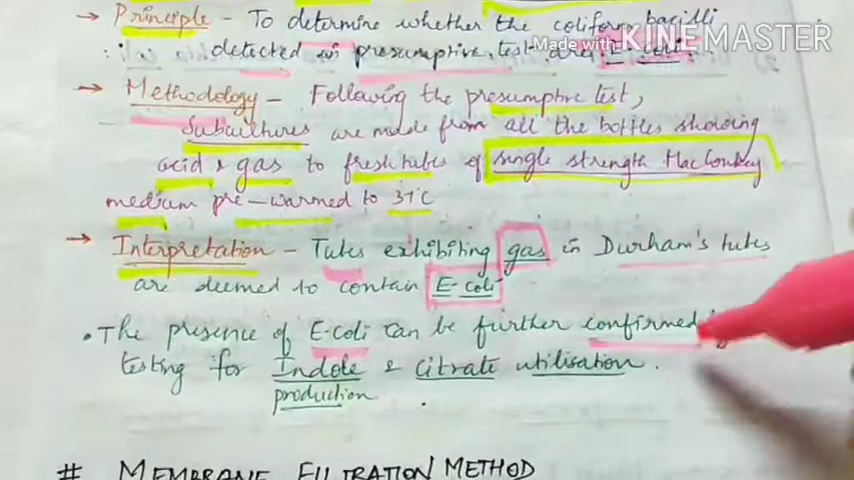 → Principle - To determine whether the coliform bacilli
detected in presumptive test are E-coli.
Made with KINEMASTER
→ Methodology - Following the presumptive test,
Subcultures are made from all the bottles showing
acid & gas to fresh tubes of single strength MacConkey
medium pre-warmed to 37°C
→ Interpretation - Tubes exhibiting gas in Durham's tubes
are deemed to contain E-coli
• The presence of E-coli can be further confirmed
testing for Indole & citrate utilisation.
production
# MEMBRANE FILTRATION METHOD